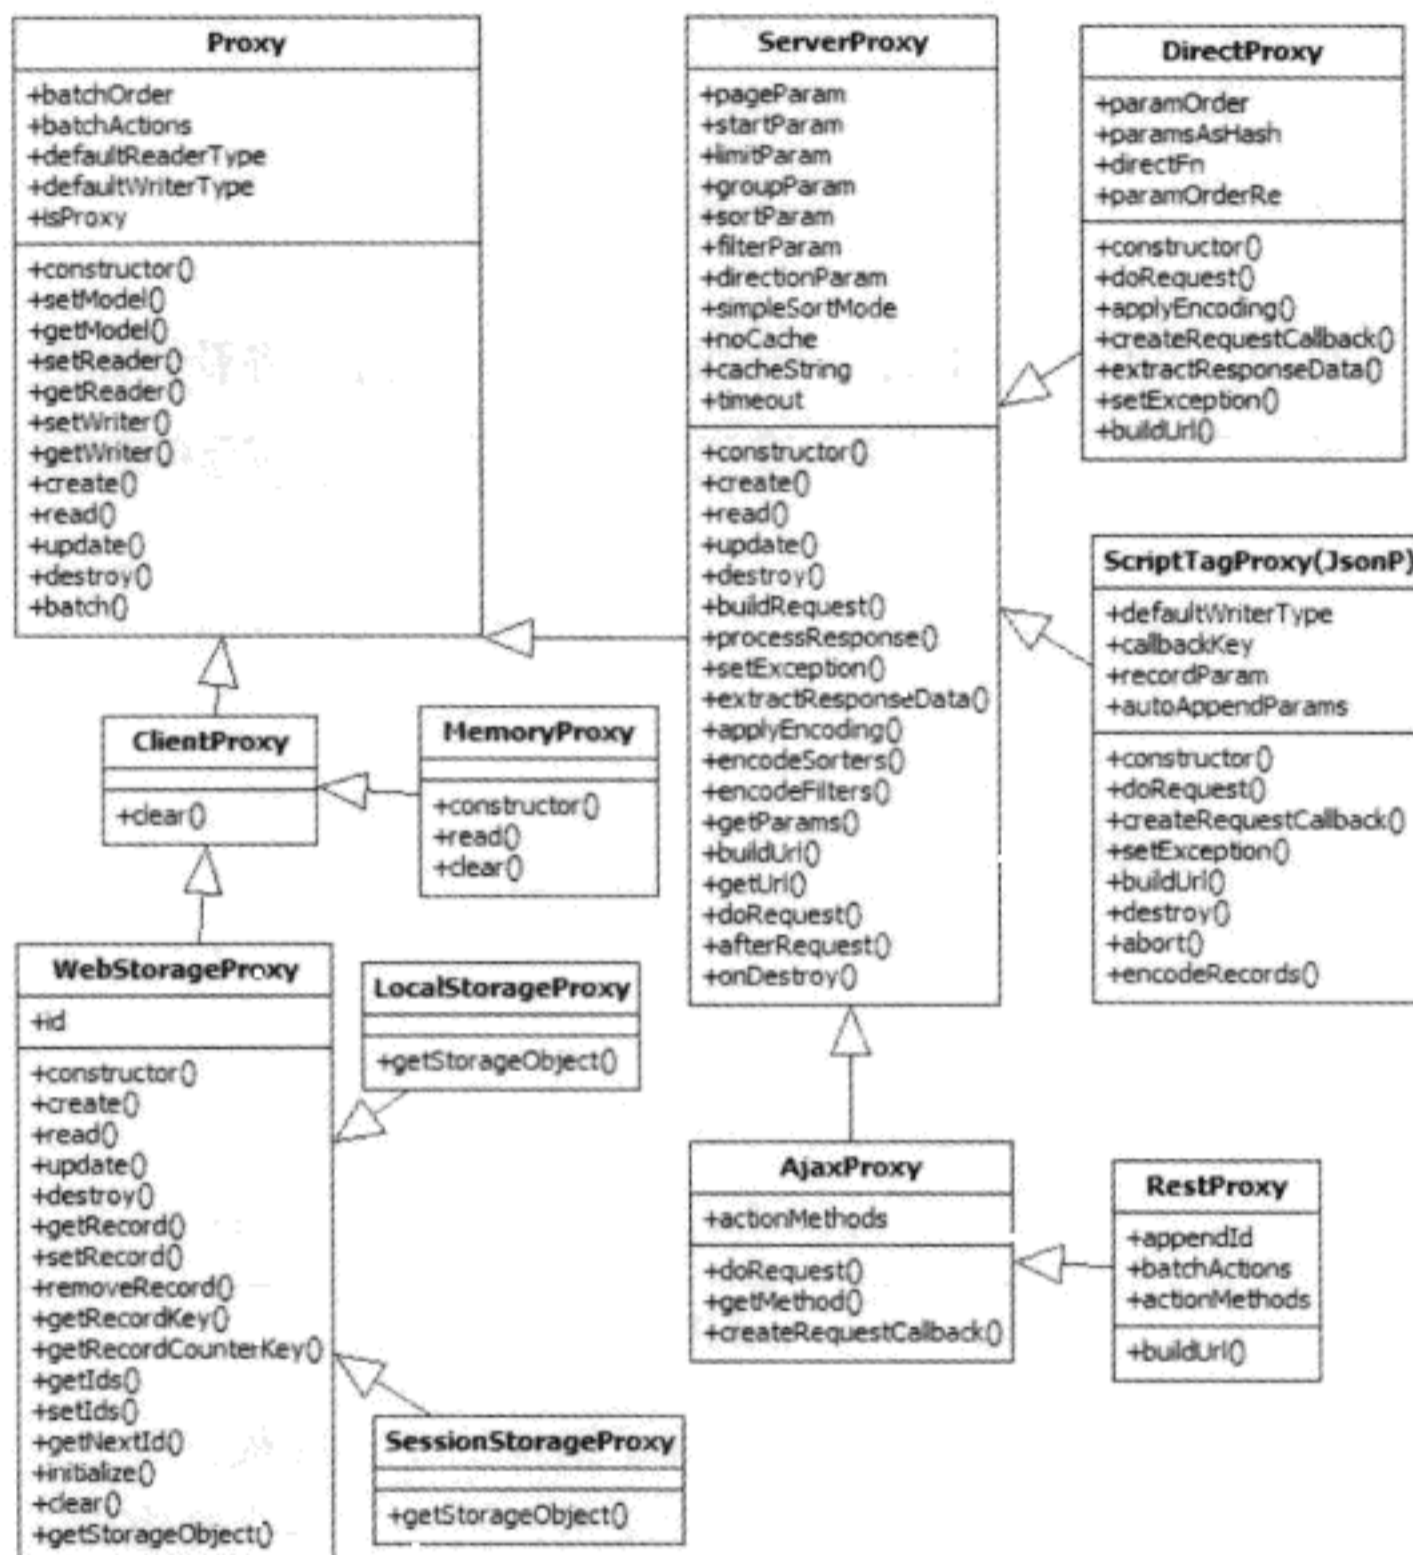 Proxy
+batchOrder
+batchActions
+defaultReaderType
+defaultWriterType
+isProxy
+constructor()
+setModel()
+getModel()
+setReader()
+getReader()
+setWriter()
+getWriter()
+create()
+read()
+update()
+destroy()
+batch()
ServerProxy
+pageParam
+startParam
+limitParam
+groupParam
+sortParam
+filterParam
+directionParam
+simpleSortMode
+noCache
+cacheString
+timeout
+constructor()
+create()
+read()
+update()
+destroy()
+buildRequest()
+processResponse()
+setException()
+extractResponseData()
+applyEncoding()
+encodeSorters()
+encodeFilters()
+getParams()
+buildUrl()
+getUrl()
+doRequest()
+afterRequest()
+onDestroy()
DirectProxy
+paramOrder
+paramsAsHash
+directFn
+paramOrderRe
+constructor()
+doRequest()
+applyEncoding()
+createRequestCallback()
+extractResponseData()
+setException()
+buildUrl()
ScriptTagProxy(JsonP)
+defaultWriterType
+callbackKey
+recordParam
+autoAppendParams
+constructor()
+doRequest()
+createRequestCallback()
+setException()
+buildUrl()
+destroy()
+abort()
+encodeRecords()
ClientProxy
+clear()
MemoryProxy
+constructor()
+read()
+clear()
WebStorageProxy
+id
+constructor()
+create()
+read()
+update()
+destroy()
+getRecord()
+setRecord()
+removeRecord()
+getRecordKey()
+getRecordCounterKey()
+getIds()
+setIds()
+getNextId()
+initialize()
+clear()
+getStorageObject()
LocalStorageProxy
+getStorageObject()
SessionStorageProxy
+getStorageObject()
AjaxProxy
+actionMethods
+doRequest()
+getMethod()
+createRequestCallback()
RestProxy
+appendId
+batchActions
+actionMethods
+buildUrl()